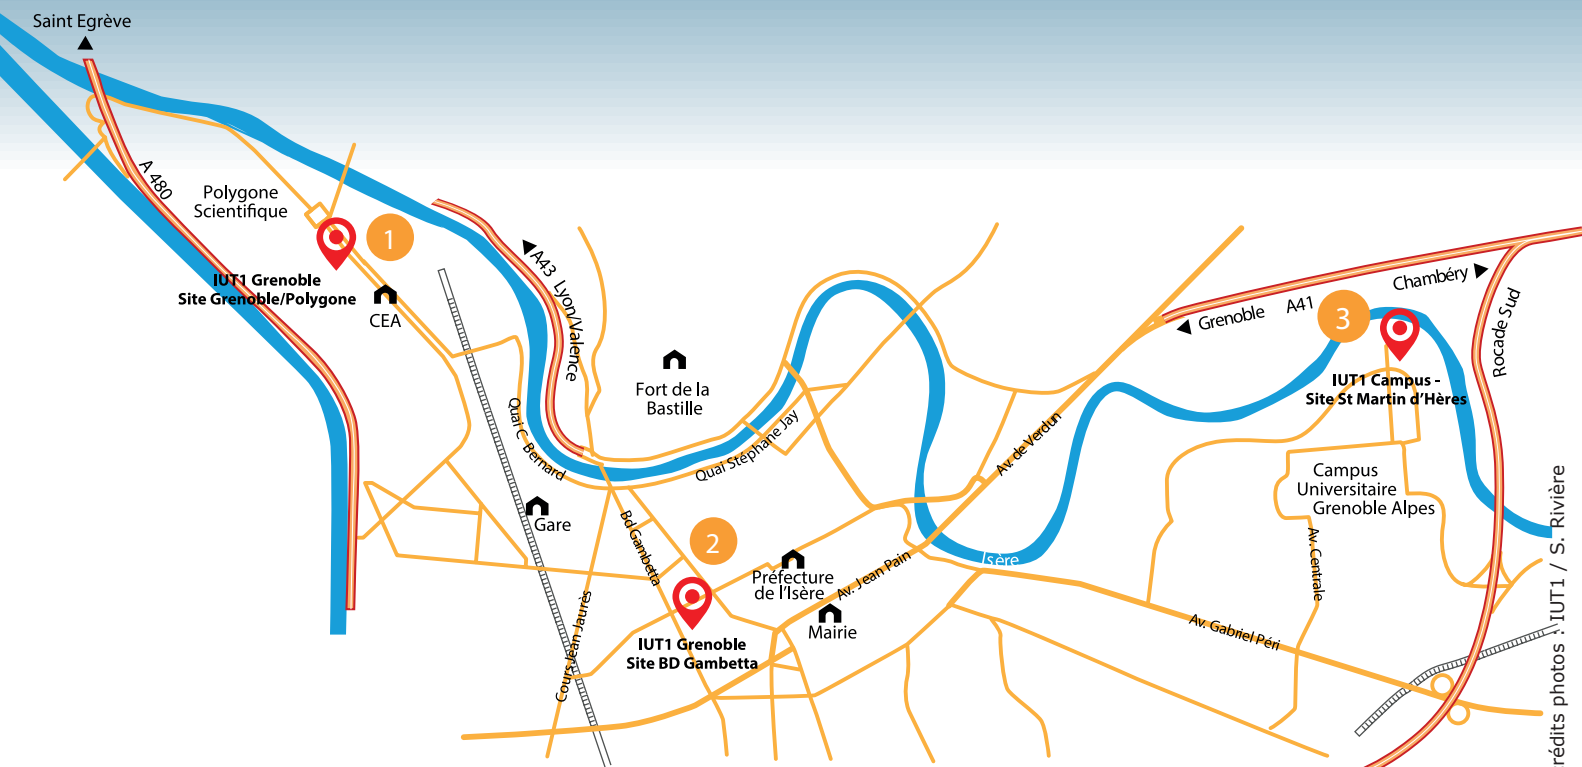 Saint Egrève
A 480
Polygone
Scientifique
1
IUT1 Grenoble
Site Grenoble/Polygone
CEA
A43 Lyon/Valence
Quai C. Bernard
Fort de la
Bastille
Quai Stéphane Jay
Gare
Bd Gambetta
2
Cours Jean Jaurès
IUT1 Grenoble
Site BD Gambetta
Préfecture
de l'Isère
Mairie
Av. Jean Pain
Av. de Verdun
Isère
Grenoble A41 Chambéry
3
Rocade Sud
IUT1 Campus -
Site St Martin d'Hères
Campus
Universitaire
Grenoble Alpes
Av. Centrale
Av. Gabriel Péri
rédits photos : IUT1 / S. Rivière